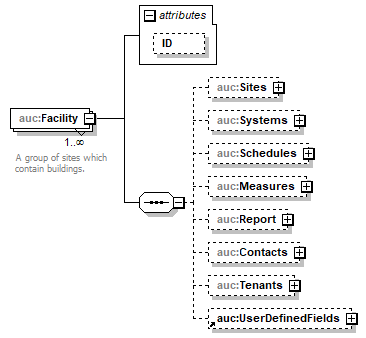 attributes
ID
auc:Facility
1..∞
A group of sites which
contain buildings.
auc:Sites
auc:Systems
auc:Schedules
auc:Measures
auc:Report
auc:Contacts
auc:Tenants
auc:UserDefinedFields